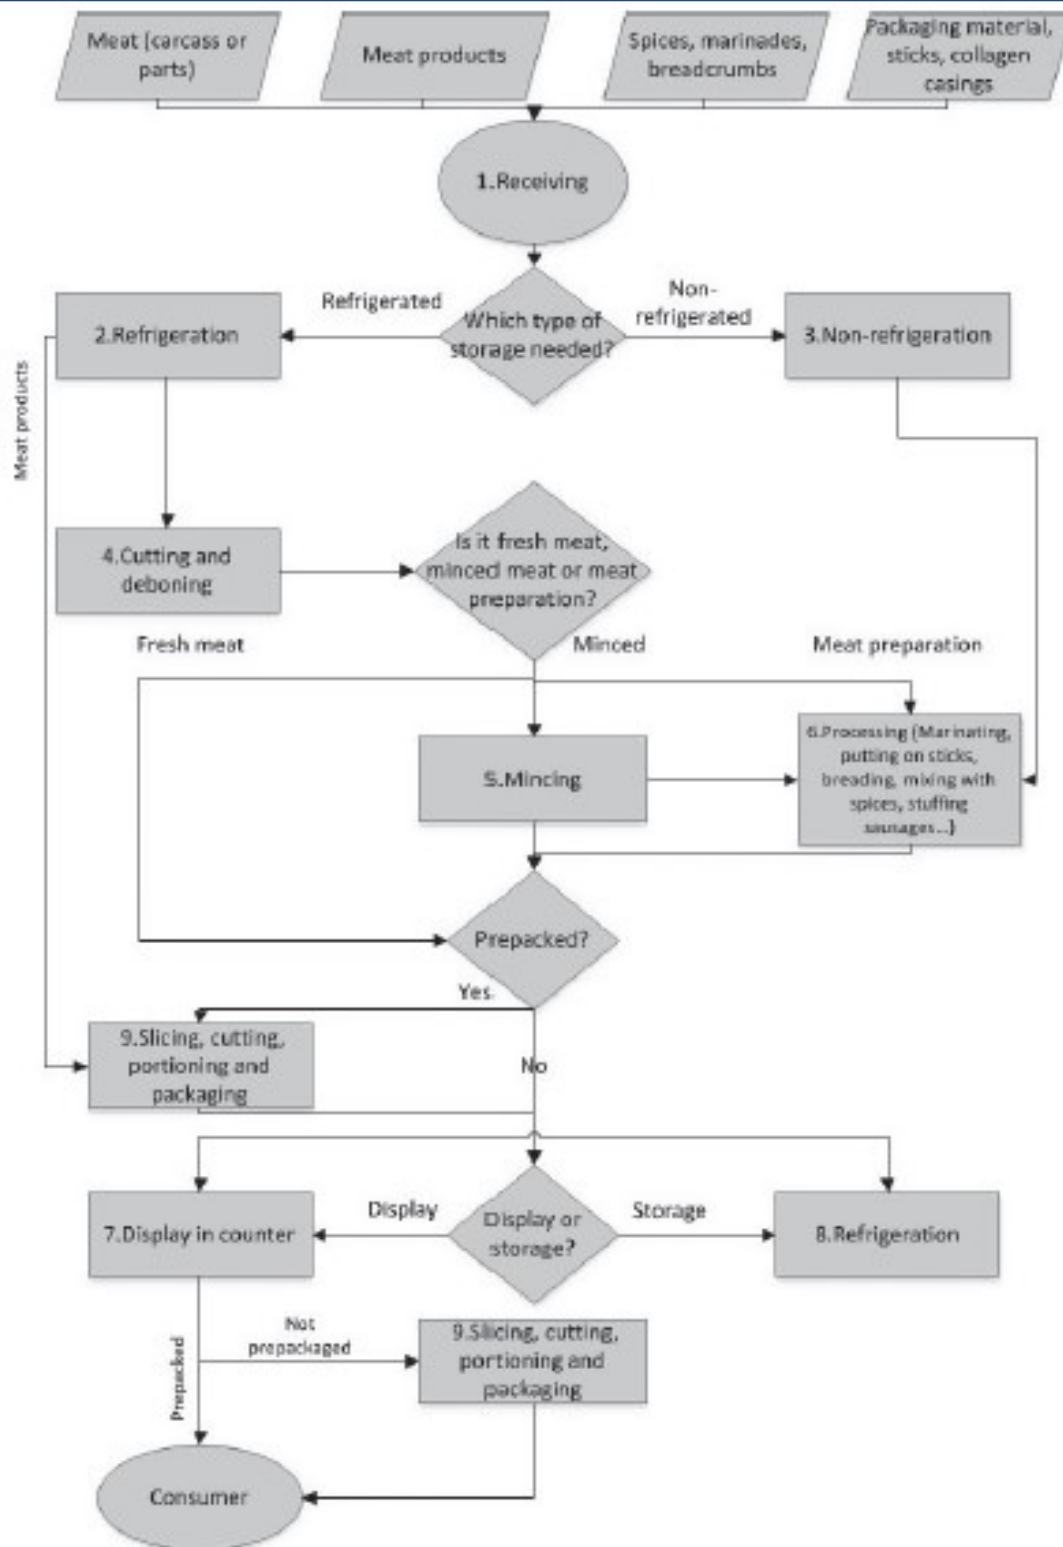 Meat (carcass or
parts)
Meat products
Spices, marinades,
breadcrumbs
Packaging material,
sticks, collagen
casings
1.Receiving
Refrigerated
Non-
refrigerated
2.Refrigeration
Which type of
storage needed?
3.Non-refrigeration
Meat products
4.Cutting and
deboning
Is it fresh meat,
minced meat or meat
preparation?
Fresh meat
Minced
Meat preparation
5.Mincing
6.Processing (Marinating,
putting on sticks,
breading, mixing with
spices, stuffing
sausages...)
Prepacked?
Yes
9.Slicing, cutting,
portioning and
packaging
No
7.Display in counter
Display
Display or
storage?
Storage
8.Refrigeration
Prepacked
Not
prepackaged
9.Slicing, cutting,
portioning and
packaging
Consumer